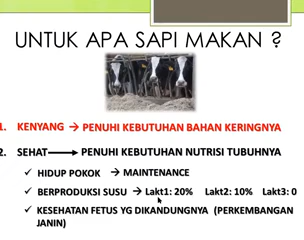 UNTUK APA SAPI MAKAN ?
1. KENYANG → PENUHI KEBUTUHAN BAHAN KERINGNYA
2. SEHAT → PENUHI KEBUTUHAN NUTRISI TUBUHNYA
✓ HIDUP POKOK → MAINTENANCE
✓ BERPRODUKSI SUSU → Lakt1: 20% Lakt2: 10% Lakt3: 0
✓ KESEHATAN FETUS YG DIKANDUNGNYA (PERKEMBANGAN
JANIN)